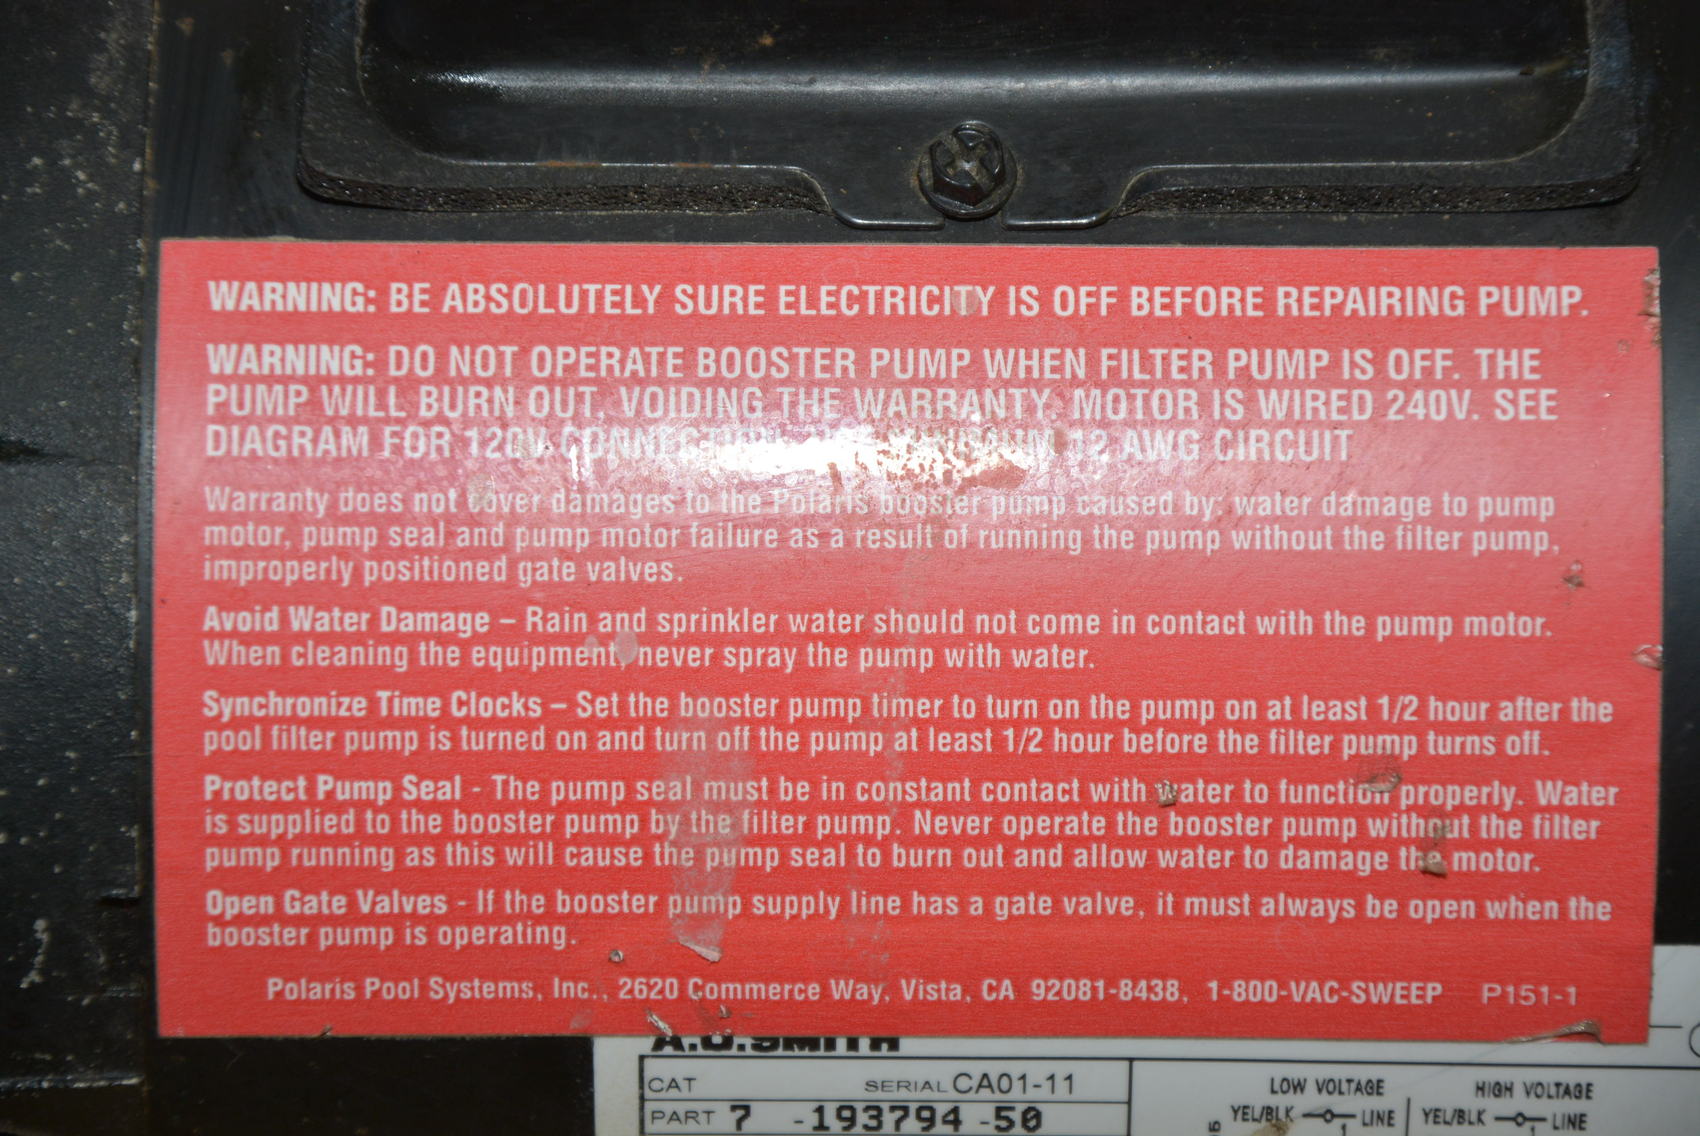 WARNING: BE ABSOLUTELY SURE ELECTRICITY IS OFF BEFORE REPAIRING PUMP.
WARNING: DO NOT OPERATE BOOSTER PUMP WHEN FILTER PUMP IS OFF. THE
PUMP WILL BURN OUT, VOIDING THE WARRANTY. MOTOR IS WIRED 240V. SEE
DIAGRAM FOR 120V CONNECTION. MINIMUM 12 AWG CIRCUIT
Warranty does not cover damages to the Polaris booster pump caused by: water damage to pump
motor, pump seal and pump motor failure as a result of running the pump without the filter pump,
improperly positioned gate valves.
Avoid Water Damage – Rain and sprinkler water should not come in contact with the pump motor.
When cleaning the equipment, never spray the pump with water.
Synchronize Time Clocks – Set the booster pump timer to turn on the pump on at least 1/2 hour after the
pool filter pump is turned on and turn off the pump at least 1/2 hour before the filter pump turns off.
Protect Pump Seal - The pump seal must be in constant contact with water to function properly. Water
is supplied to the booster pump by the filter pump. Never operate the booster pump without the filter
pump running as this will cause the pump seal to burn out and allow water to damage the motor.
Open Gate Valves - If the booster pump supply line has a gate valve, it must always be open when the
booster pump is operating.
Polaris Pool Systems, Inc., 2620 Commerce Way, Vista, CA 92081-8438, 1-800-VAC-SWEEP P151-1
A.O.SMITH
CAT SERIAL CA01-11
PART 7 -193794 -50
LOW VOLTAGE HIGH VOLTAGE
YEL/BLK LINE YEL/BLK LINE
1 1